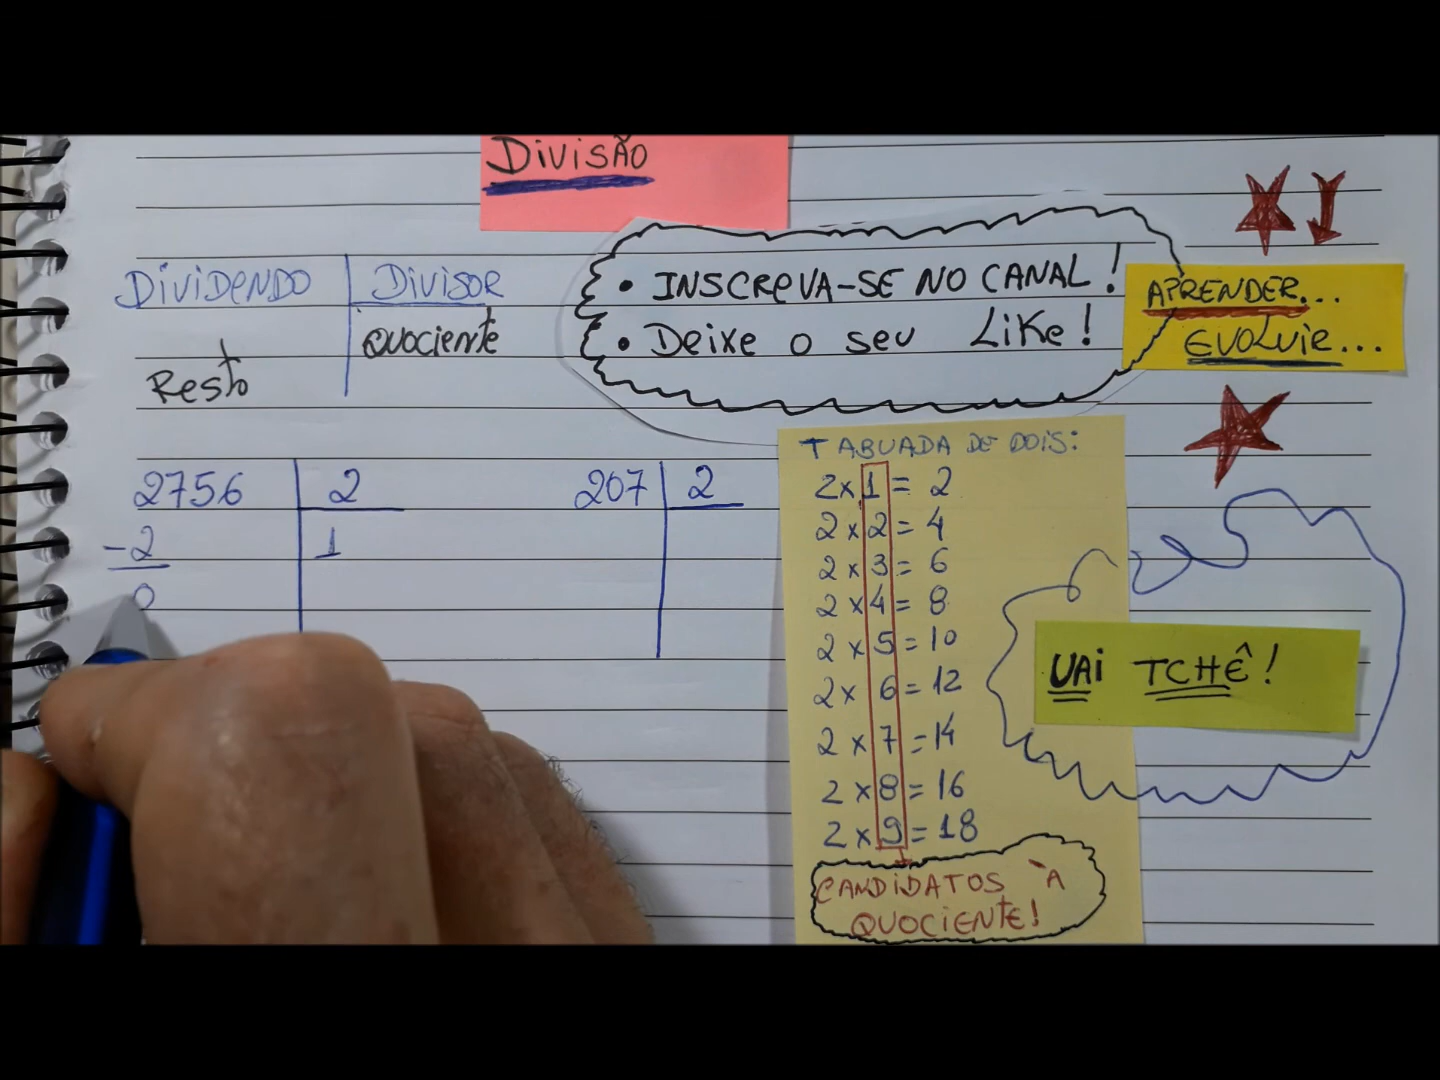 DIVISÃO
DIVIDENDO DIVISOR
QUOCIENTE
RESTO
• INSCREVA-SE NO CANAL!
• DEIXE O SEU LIKE!
APRENDER...
EVOLUIR...
2756 2
-2 1
0
207 2
TABUADA DE DOIS:
2x1=2
2x2=4
2x3=6
2x4=8
2x5=10
2x6=12
2x7=14
2x8=16
2x9=18
CANDIDATOS À
QUOCIENTE!
UAI TCHÊ!